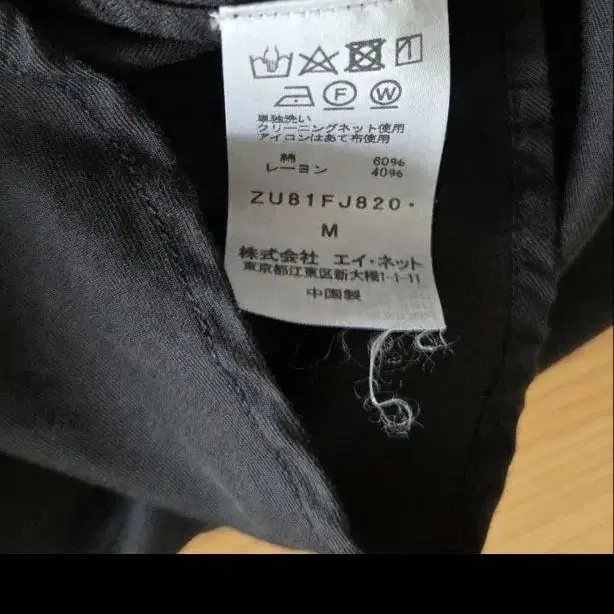 F W
単独洗い
クリーニングネット使用
アイロンはあて布使用
綿 60%
レーヨン 40%
ZU81FJ820・
M
株式会社 エイ・ネット
東京都江東区新大橋1-1-11
中国製